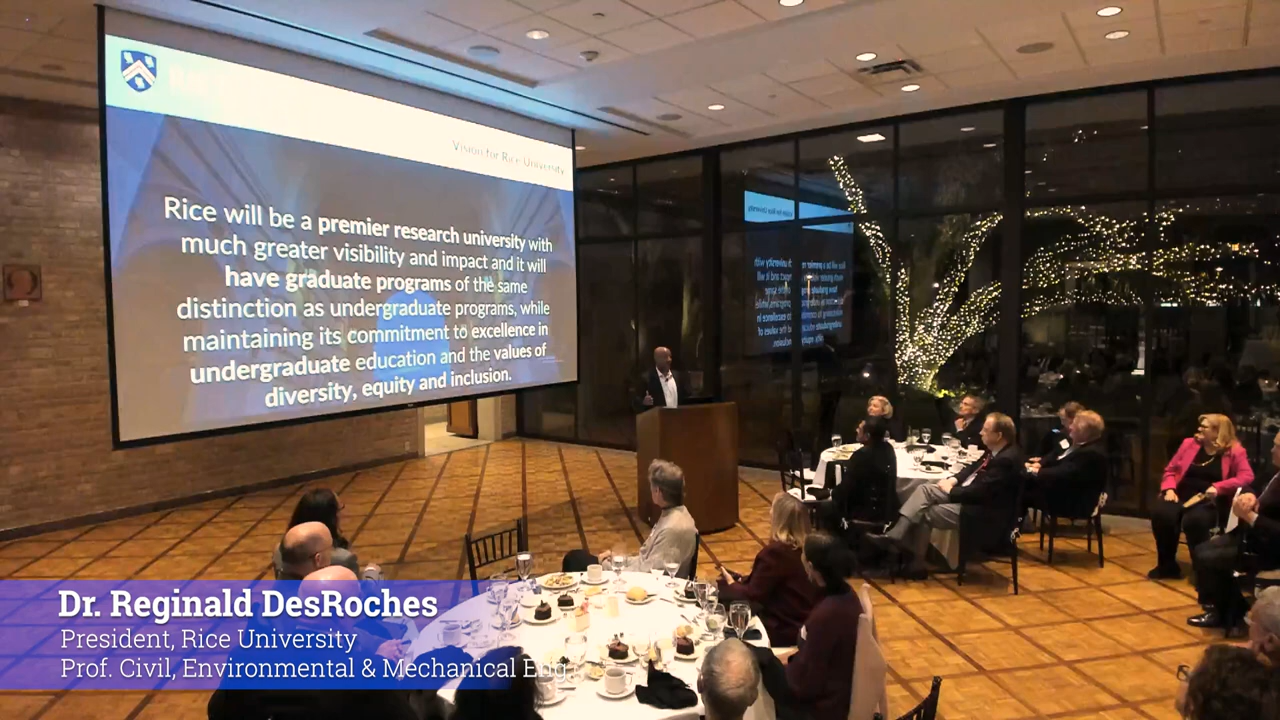 Vision for Rice University
Rice will be a premier research university with
much greater visibility and impact and it will
have graduate programs of the same
distinction as undergraduate programs, while
maintaining its commitment to excellence in
undergraduate education and the values of
diversity, equity and inclusion.
Dr. Reginald DesRoches
President, Rice University
Prof. Civil, Environmental & Mechanical Eng.